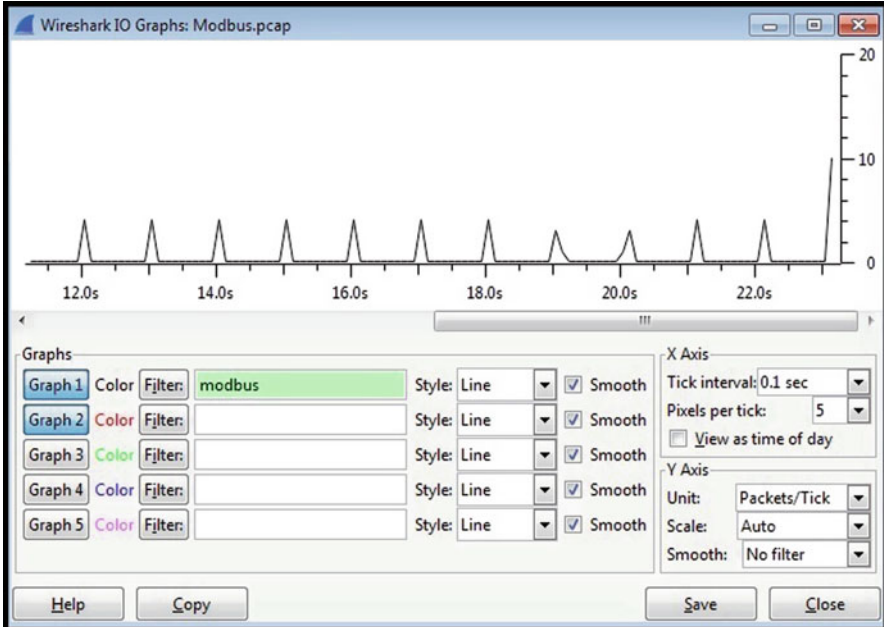 Wireshark IO Graphs: Modbus.pcap
20
10
0
12.0s 14.0s 16.0s 18.0s 20.0s 22.0s
Graphs
Graph 1 Color Filter: modbus Style: Line Smooth
Graph 2 Color Filter: Style: Line Smooth
Graph 3 Color Filter: Style: Line Smooth
Graph 4 Color Filter: Style: Line Smooth
Graph 5 Color Filter: Style: Line Smooth
X Axis
Tick interval: 0.1 sec
Pixels per tick: 5
View as time of day
Y Axis
Unit: Packets/Tick
Scale: Auto
Smooth: No filter
Help Copy Save Close